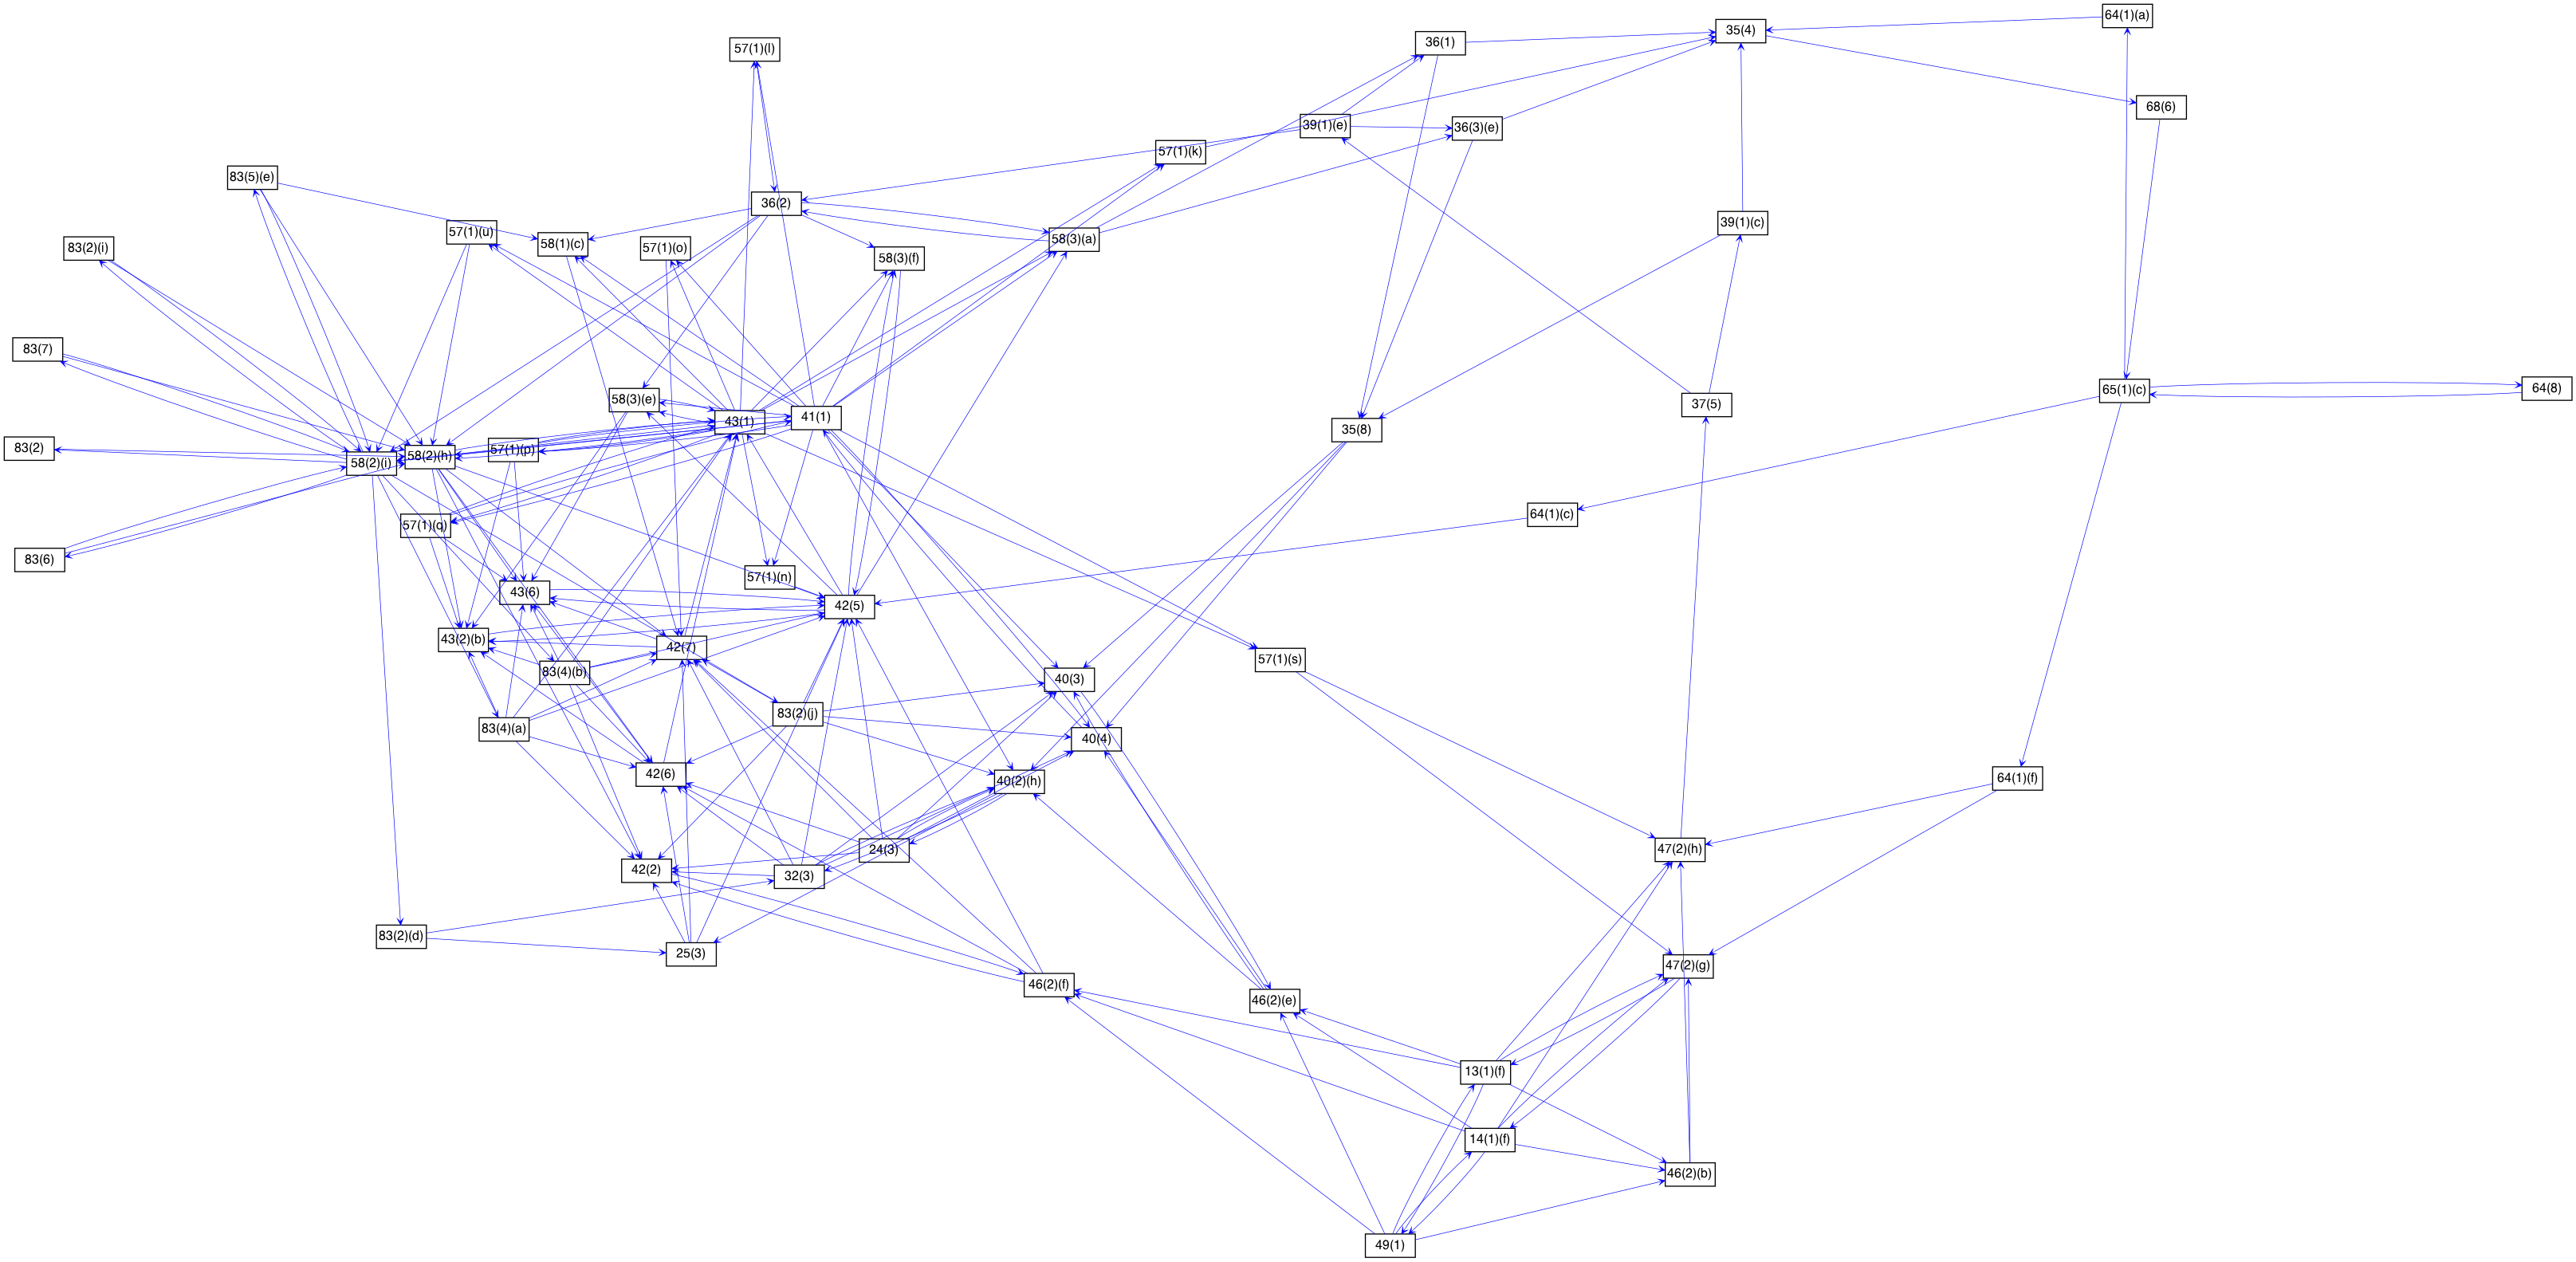 64(1)(a)
35(4)
36(1)
57(1)(l)
68(6)
39(1)(e)
36(3)(e)
57(1)(k)
83(5)(e)
36(2)
39(1)(c)
57(1)(u)
58(3)(a)
58(1)(c)
57(1)(o)
83(2)(i)
58(3)(f)
83(7)
64(8)
65(1)(c)
58(3)(e)
37(5)
41(1)
43(1)
35(8)
83(2)
57(1)(p)
58(2)(h)
58(2)(i)
64(1)(c)
57(1)(q)
83(6)
57(1)(n)
43(6)
42(5)
43(2)(b)
42(7)
57(1)(s)
83(4)(b)
40(3)
83(2)(j)
83(4)(a)
40(4)
42(6)
64(1)(f)
40(2)(h)
24(3)
47(2)(h)
42(2)
32(3)
83(2)(d)
25(3)
47(2)(g)
46(2)(f)
46(2)(e)
13(1)(f)
14(1)(f)
46(2)(b)
49(1)